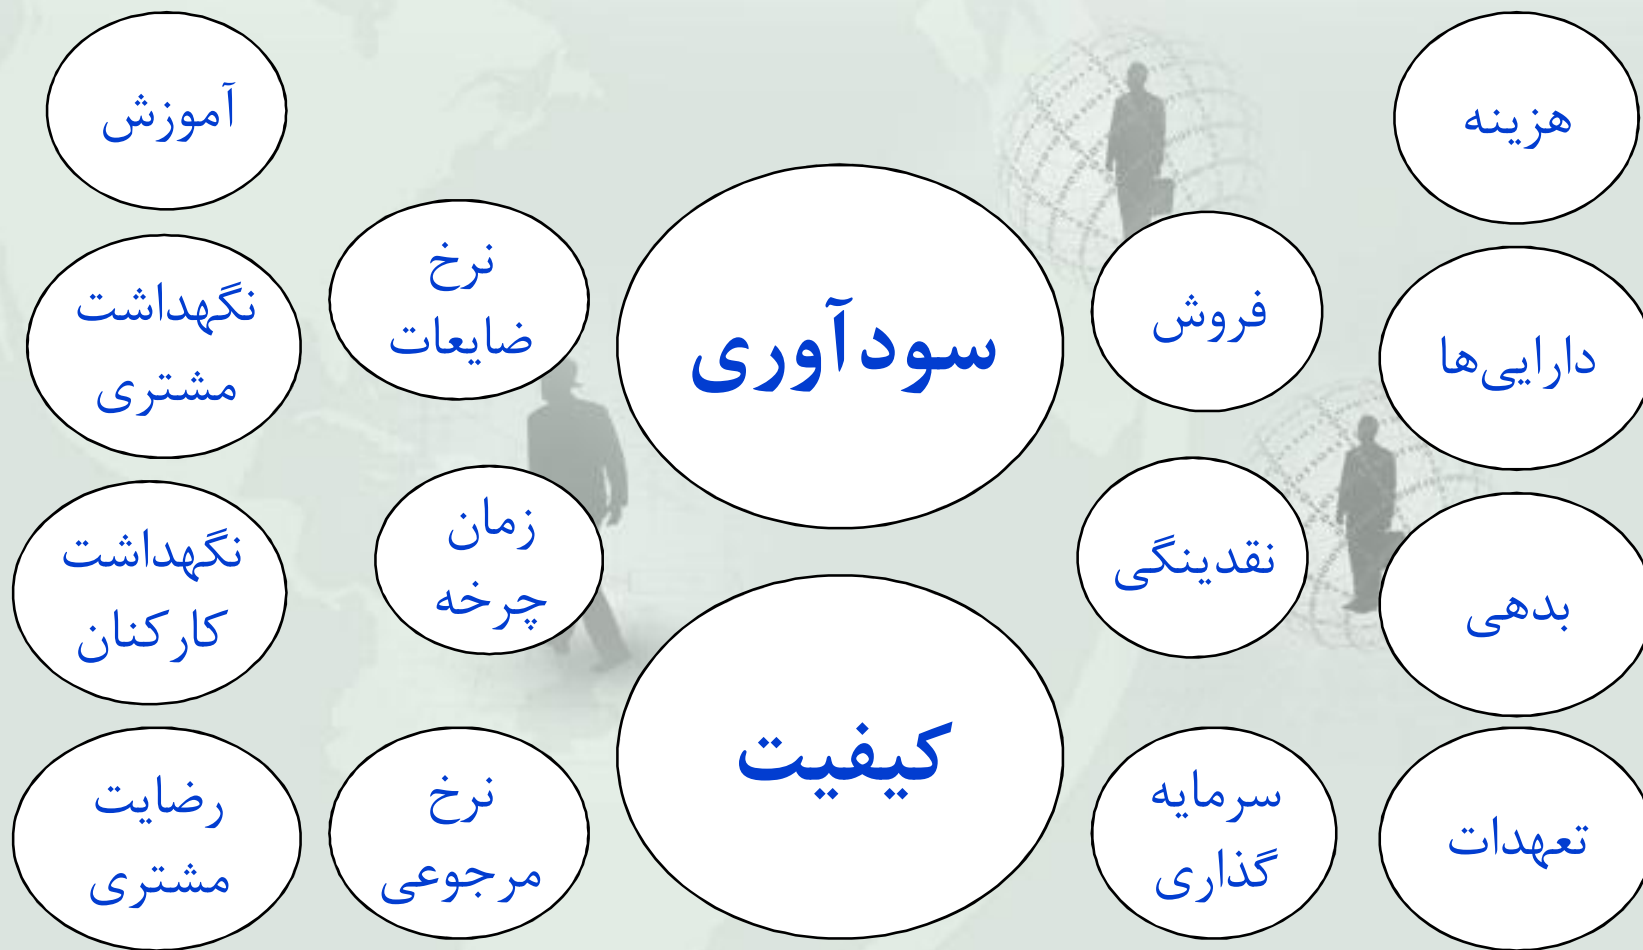 هزینه
دارایی‌ها
بدهی
تعهدات
فروش
نقدینگی
سرمایه
گذاری
سودآوری
کیفیت
نرخ
ضایعات
زمان
چرخه
نرخ
مرجوعی
آموزش
نگهداشت
مشتری
نگهداشت
کارکنان
رضایت
مشتری